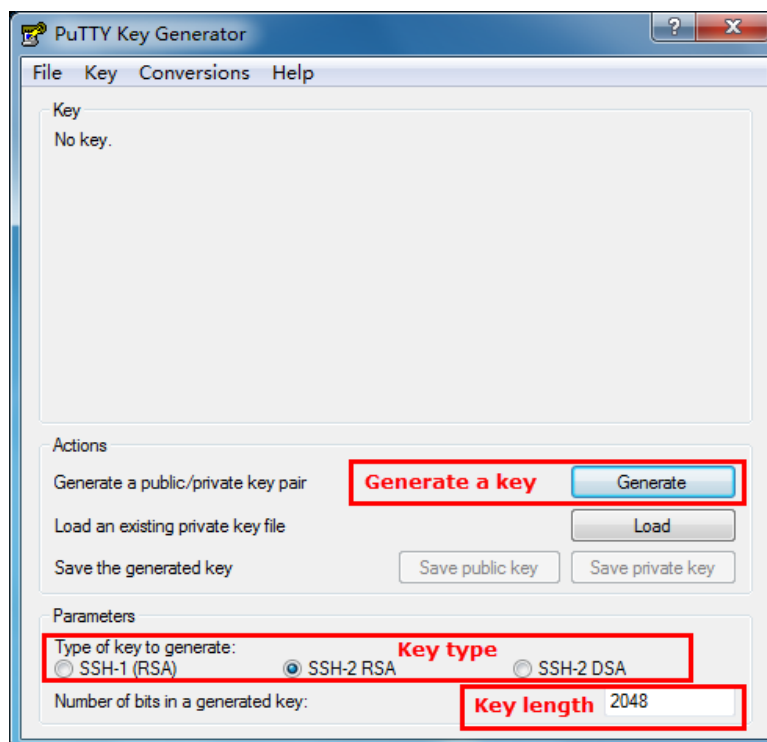 PuTTY Key Generator
File Key Conversions Help
Key
No key.
Actions
Generate a public/private key pair Generate a key Generate
Load an existing private key file Load
Save the generated key Save public key Save private key
Parameters
Type of key to generate: Key type
SSH-1 (RSA) SSH-2 RSA SSH-2 DSA
Number of bits in a generated key: Key length 2048